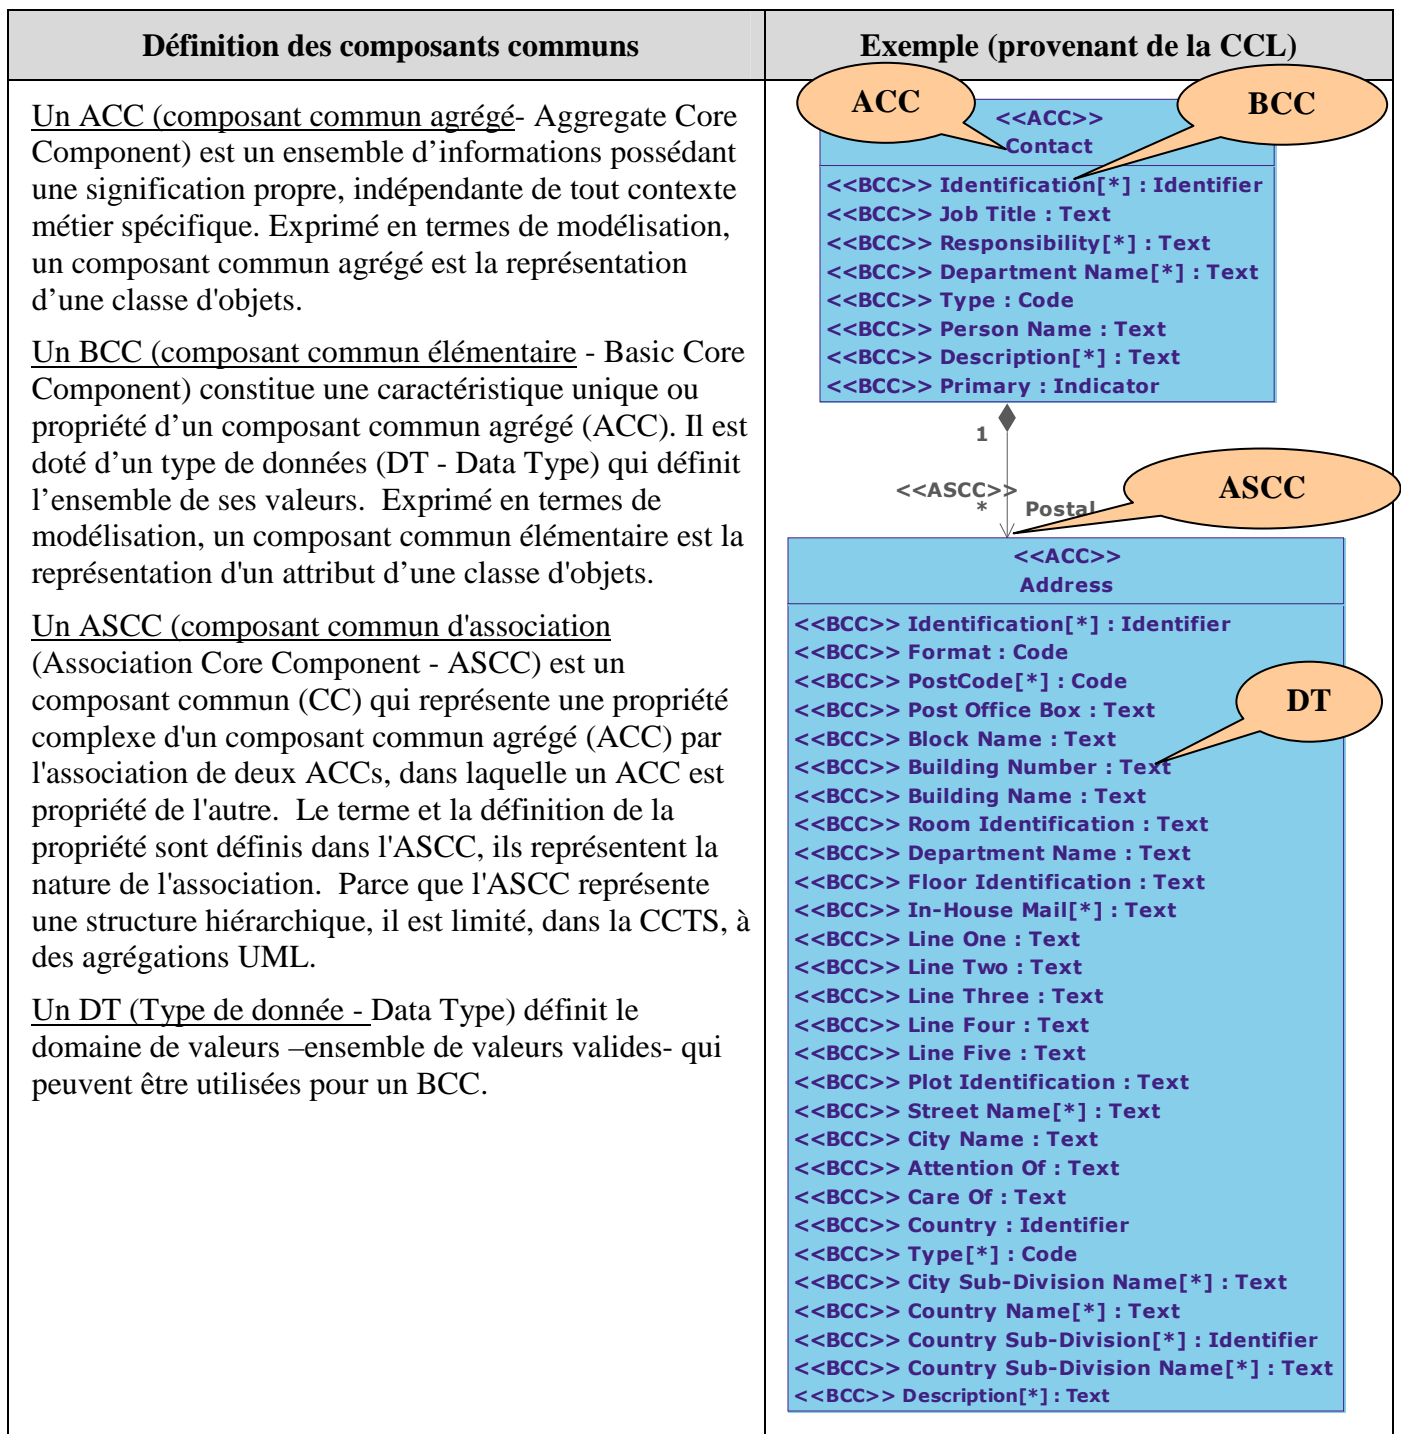 Définition des composants communs
Exemple (provenant de la CCL)
Un ACC (composant commun agrégé- Aggregate Core
Component) est un ensemble d’informations possédant
une signification propre, indépendante de tout contexte
métier spécifique. Exprimé en termes de modélisation,
un composant commun agrégé est la représentation
d’une classe d'objets.
Un BCC (composant commun élémentaire - Basic Core
Component) constitue une caractéristique unique ou
propriété d’un composant commun agrégé (ACC). Il est
doté d’un type de données (DT - Data Type) qui définit
l’ensemble de ses valeurs.  Exprimé en termes de
modélisation, un composant commun élémentaire est la
représentation d'un attribut d’une classe d'objets.
Un ASCC (composant commun d'association
(Association Core Component - ASCC) est un
composant commun (CC) qui représente une propriété
complexe d'un composant commun agrégé (ACC) par
l'association de deux ACCs, dans laquelle un ACC est
propriété de l'autre.  Le terme et la définition de la
propriété sont définis dans l'ASCC, ils représentent la
nature de l'association.  Parce que l'ASCC représente
une structure hiérarchique, il est limité, dans la CCTS, à
des agrégations UML.
Un DT (Type de donnée - Data Type) définit le
domaine de valeurs –ensemble de valeurs valides- qui
peuvent être utilisées pour un BCC.
ACC
BCC
<<ACC>>
Contact
<<BCC>> Identification[*] : Identifier
<<BCC>> Job Title : Text
<<BCC>> Responsibility[*] : Text
<<BCC>> Department Name[*] : Text
<<BCC>> Type : Code
<<BCC>> Person Name : Text
<<BCC>> Description[*] : Text
<<BCC>> Primary : Indicator
1
<<ASCC>>
* Postal
ASCC
<<ACC>>
Address
<<BCC>> Identification[*] : Identifier
<<BCC>> Format : Code
<<BCC>> PostCode[*] : Code
<<BCC>> Post Office Box : Text
<<BCC>> Block Name : Text
<<BCC>> Building Number : Text
<<BCC>> Building Name : Text
<<BCC>> Room Identification : Text
<<BCC>> Department Name : Text
<<BCC>> Floor Identification : Text
<<BCC>> In-House Mail[*] : Text
<<BCC>> Line One : Text
<<BCC>> Line Two : Text
<<BCC>> Line Three : Text
<<BCC>> Line Four : Text
<<BCC>> Line Five : Text
<<BCC>> Plot Identification : Text
<<BCC>> Street Name[*] : Text
<<BCC>> City Name : Text
<<BCC>> Attention Of : Text
<<BCC>> Care Of : Text
<<BCC>> Country : Identifier
<<BCC>> Type[*] : Code
<<BCC>> City Sub-Division Name[*] : Text
<<BCC>> Country Name[*] : Text
<<BCC>> Country Sub-Division[*] : Identifier
<<BCC>> Country Sub-Division Name[*] : Text
<<BCC>> Description[*] : Text
DT